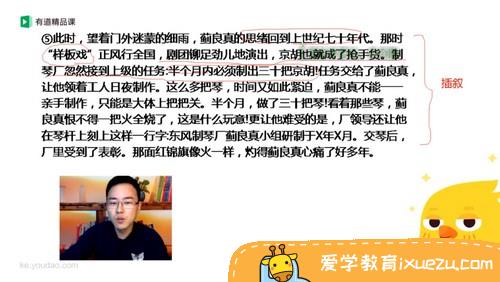 有道精品课
⑤此时，望着门外迷蒙的细雨，蓟良真的思绪回到上世纪七十年代。那时
“样板戏”正风行全国，剧团铆足劲儿地演出，京胡也就成了抢手货。制
琴厂忽然接到上级的任务:半个月内必须制出三十把京胡!任务交给了蓟良真，
让他领着工人日夜制作。这么多把琴，时间又如此紧迫，蓟良真不能——
亲手制作，只能是大体上把把关。半个月，做了三十把琴!看着那些琴，蓟
良真恨不得一把火全烧了，这是什么玩意!更让他难受的是，厂领导还让他
在琴杆上刻上这样一行字:东风制琴厂蓟良真小组研制于X年X月。交琴后，
厂里受到了表彰。那面红锦旗像火一样，灼得蓟良真心痛了好多年。
插叙
ke.youdao.com
爱学教育ixuezu.com